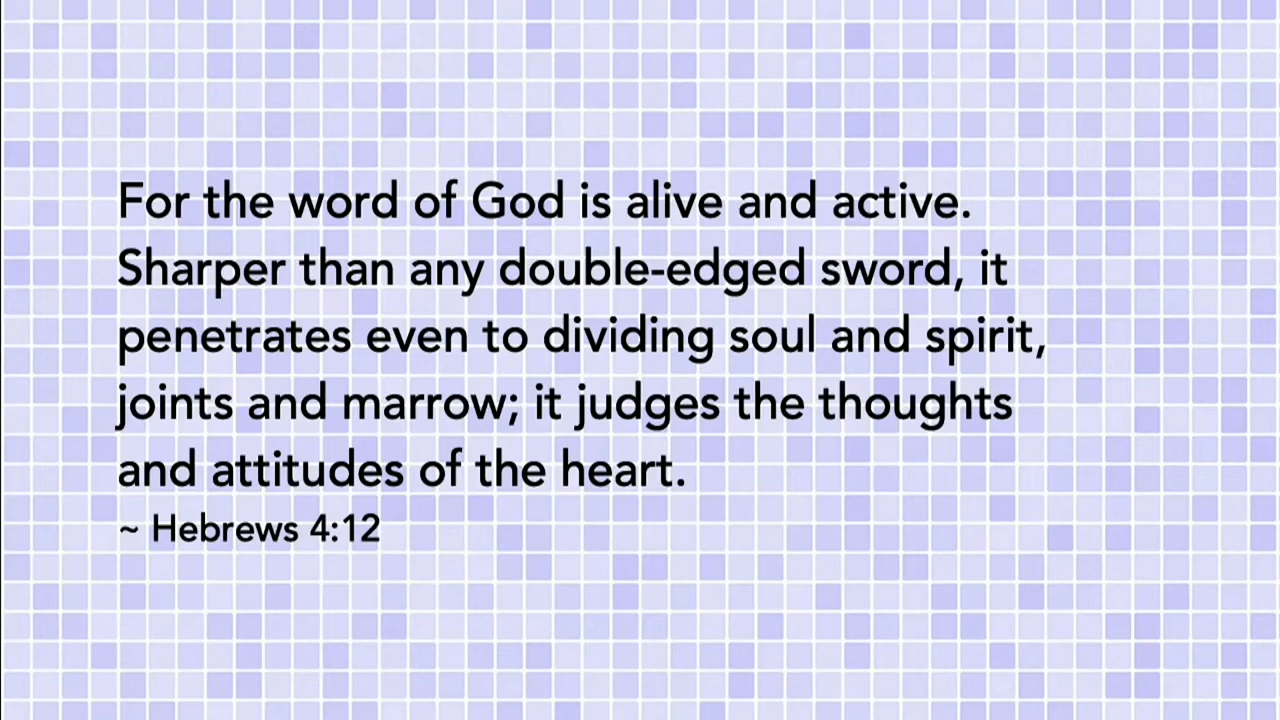 For the word of God is alive and active.
Sharper than any double-edged sword, it
penetrates even to dividing soul and spirit,
joints and marrow; it judges the thoughts
and attitudes of the heart.
~ Hebrews 4:12